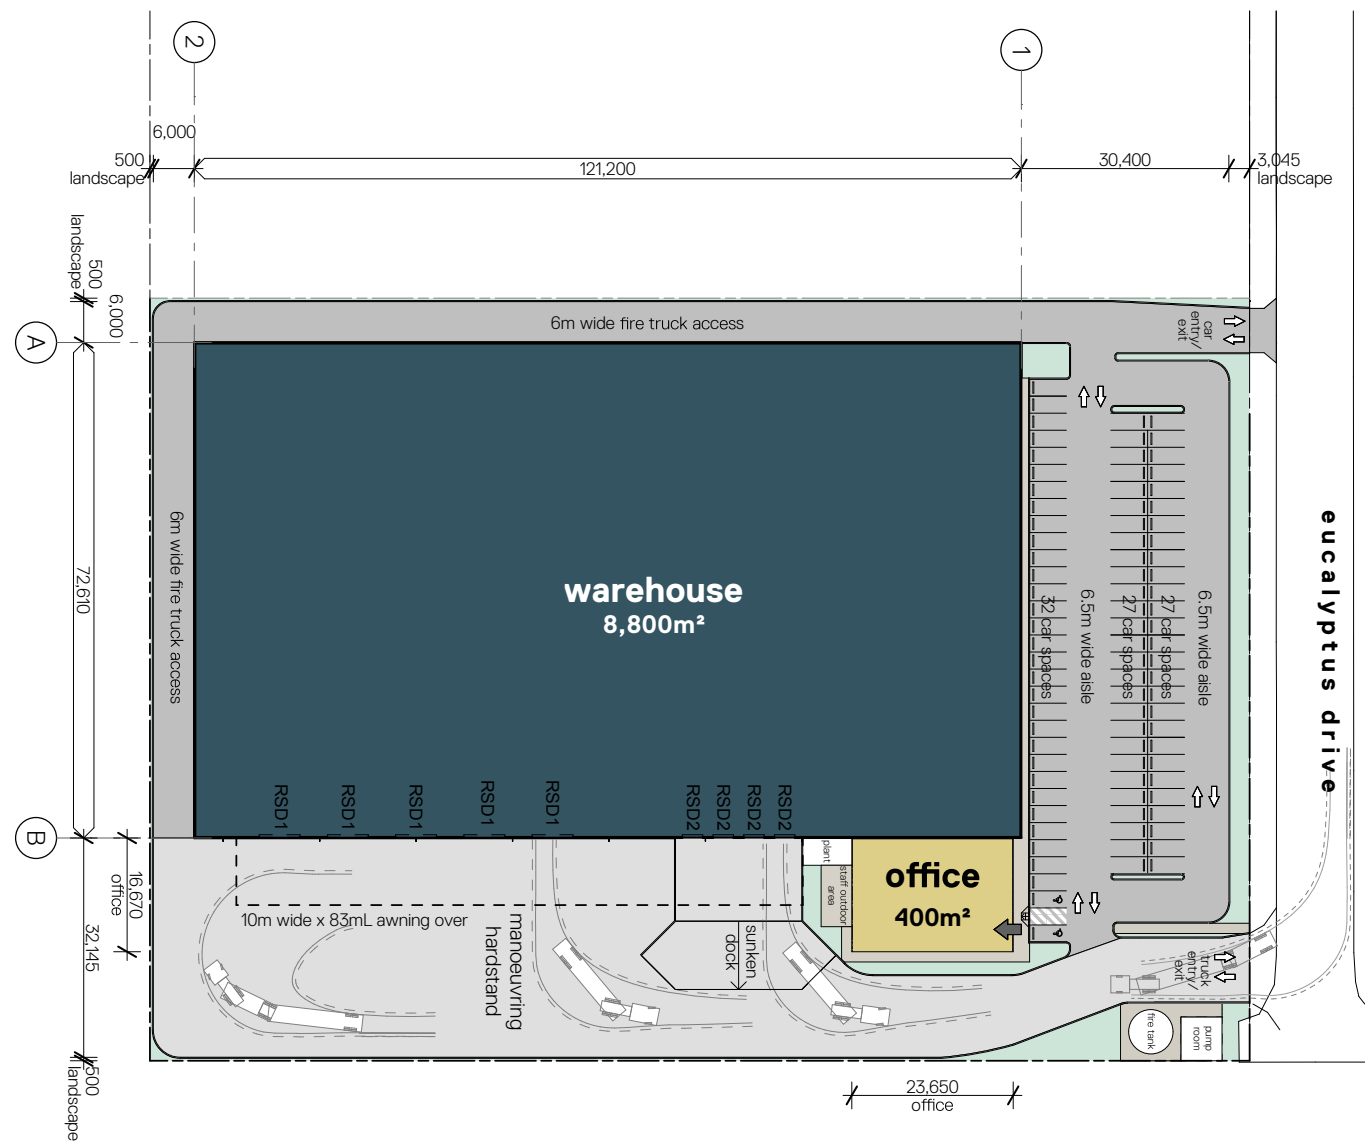 2
1
6,000
500
landscape
121,200
30,400
3,045
landscape
500
landscape
6,000
A
6m wide fire truck access
car
entry/
exit
6m wide fire truck access
72,610
warehouse
8,800m²
32 car spaces
6.5m wide aisle
27 car spaces
27 car spaces
6.5m wide aisle
eucalyptus drive
RSD1
RSD1
RSD1
RSD1
RSD1
RSD2
RSD2
RSD2
RSD2
B
16,670
office
32,145
500
landscape
10m wide x 83mL awning over
manoeuvring
hardstand
sunken
dock
plant
staff outdoor
area
office
400m²
truck
entry/
exit
fire tank
pump
room
23,650
office